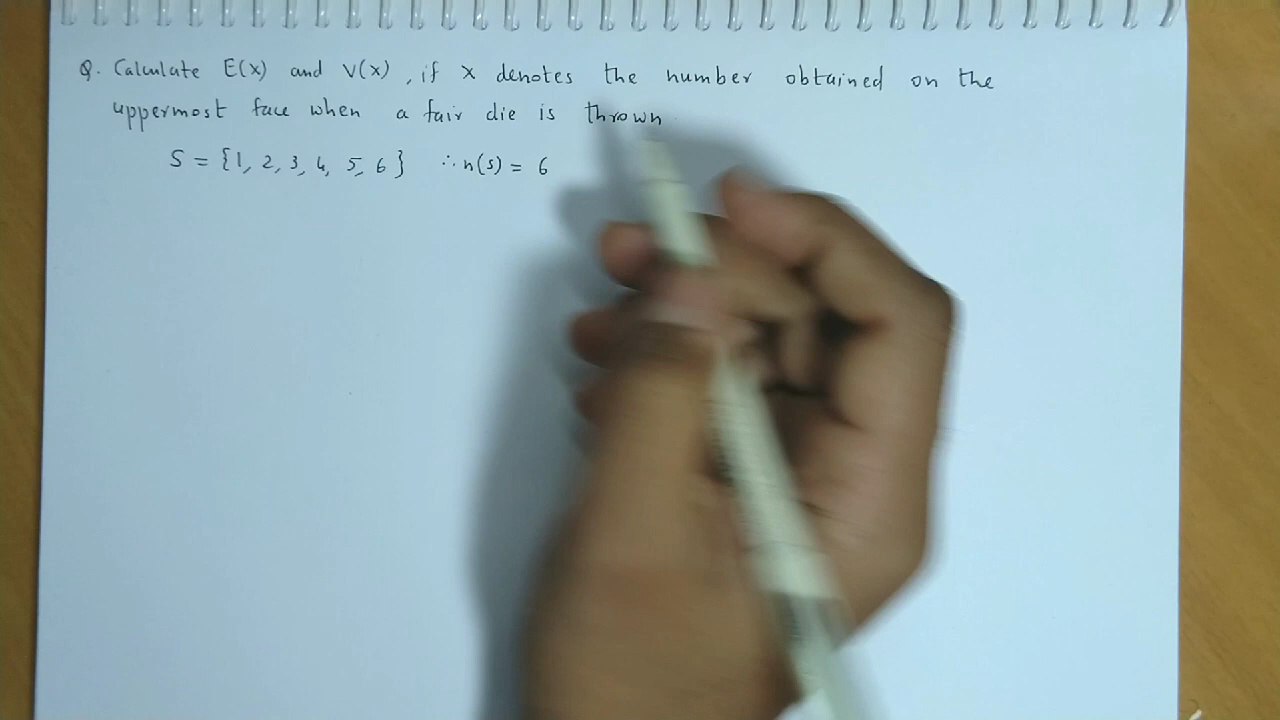 Q. Calculate E(x) and V(x), if X denotes the number obtained on the
uppermost face when a fair die is thrown.
S = {1, 2, 3, 4, 5, 6} ∴ n(s) = 6